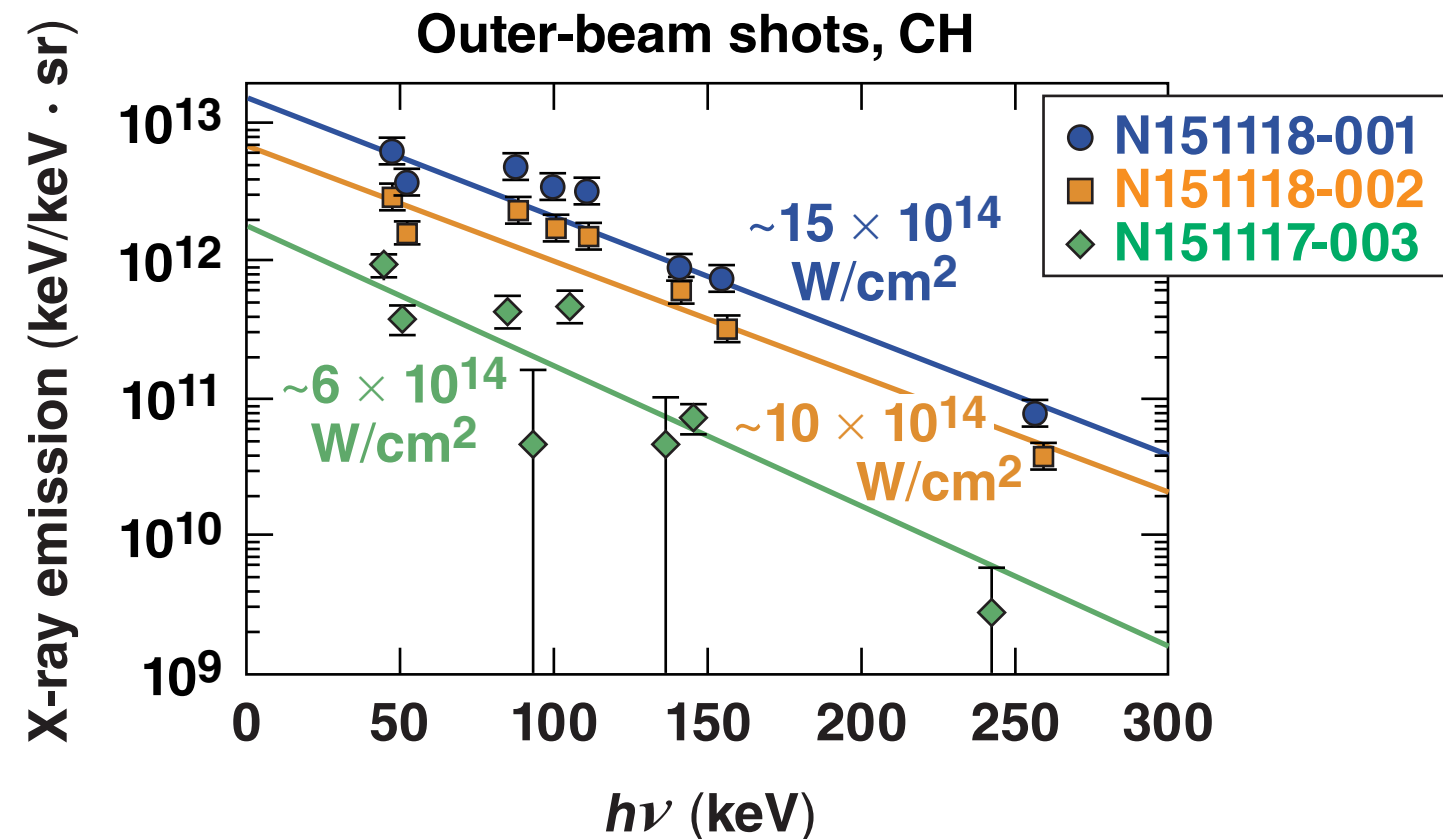 Outer-beam shots, CH
X-ray emission (keV/keV · sr)
10¹³
10¹²
10¹¹
10¹⁰
10⁹
0 50 100 150 200 250 300
hν (keV)
N151118-001
N151118-002
N151117-003
~15 × 10¹⁴
W/cm²
~6 × 10¹⁴
W/cm²
~10 × 10¹⁴
W/cm²